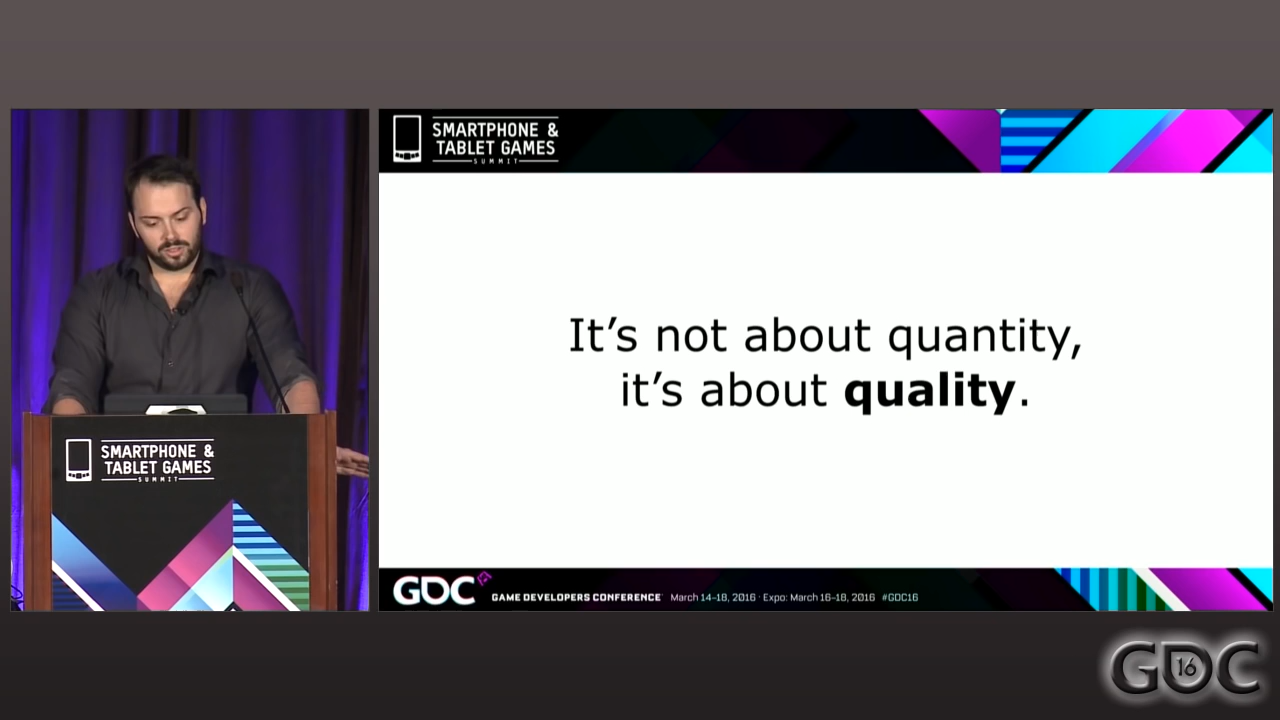 SMARTPHONE &
TABLET GAMES
SUMMIT
SMARTPHONE &
TABLET GAMES
SUMMIT
It's not about quantity,
it's about quality.
GDC
GAME DEVELOPERS CONFERENCE March 14–18, 2016 · Expo: March 16–18, 2016 #GDC16
GDC
16